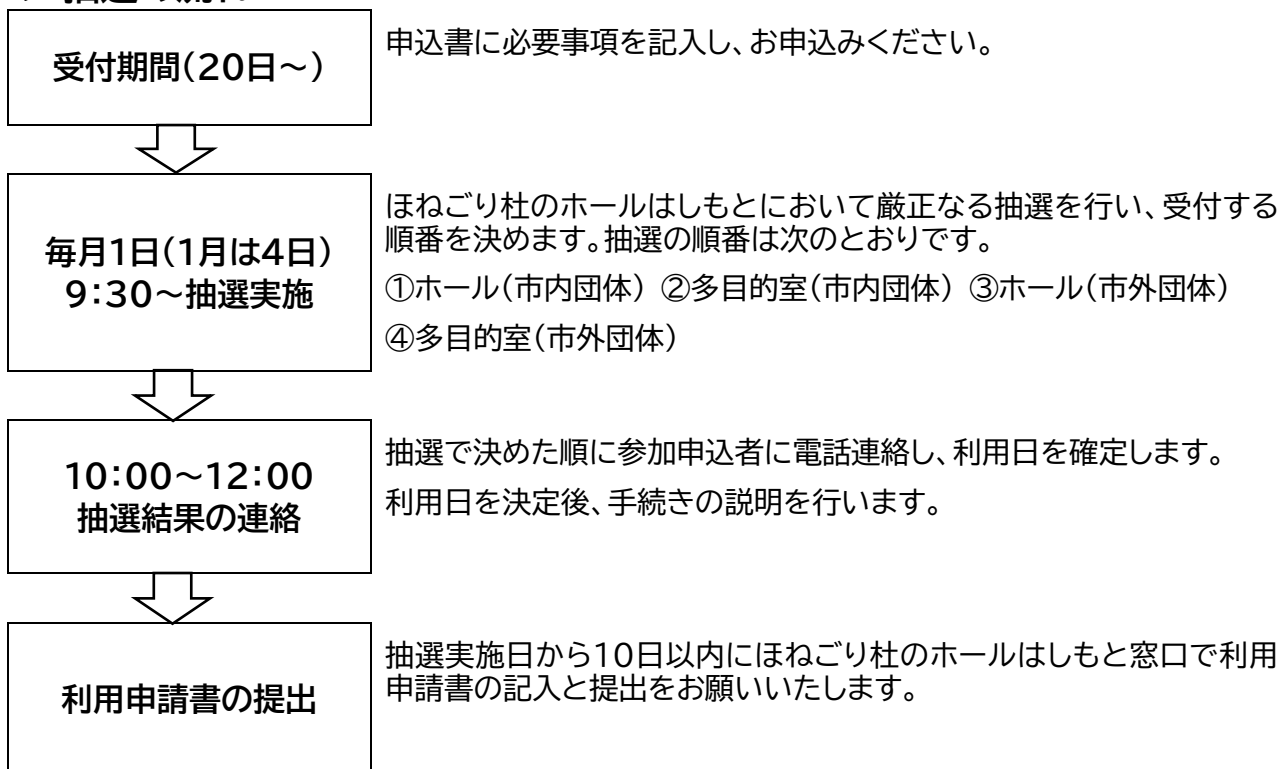 受付期間(20日～)
申込書に必要事項を記入し、お申込みください。
毎月1日(1月は4日)
9:30～抽選実施
ほねごり杜のホールはしもとにおいて厳正なる抽選を行い、受付する
順番を決めます。抽選の順番は次のとおりです。
①ホール(市内団体) ②多目的室(市内団体) ③ホール(市外団体)
④多目的室(市外団体)
10:00～12:00
抽選結果の連絡
抽選で決めた順に参加申込者に電話連絡し、利用日を確定します。
利用日を決定後、手続きの説明を行います。
利用申請書の提出
抽選実施日から10日以内にほねごり杜のホールはしもと窓口で利用
申請書の記入と提出をお願いいたします。